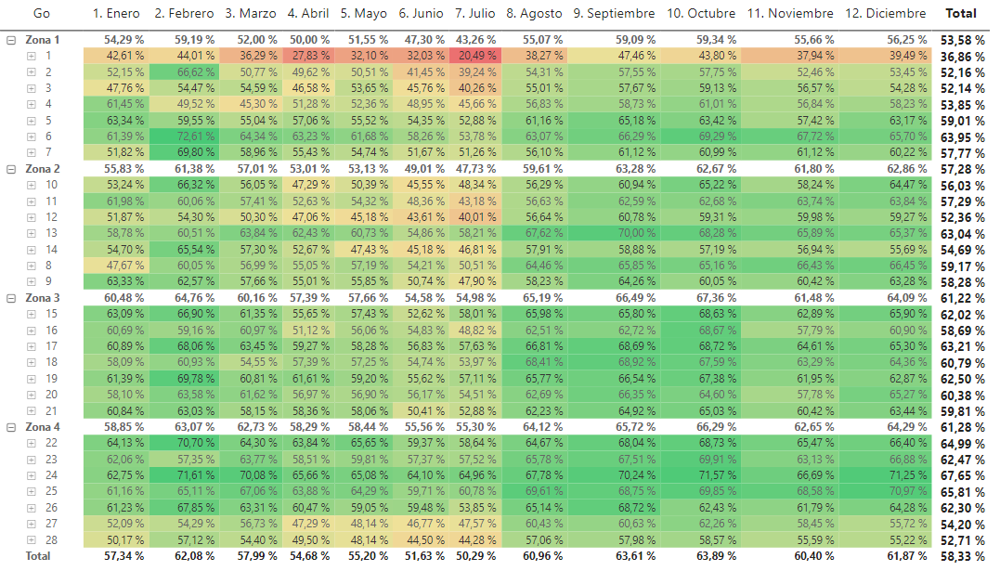 Go 1. Enero 2. Febrero 3. Marzo 4. Abril 5. Mayo 6. Junio 7. Julio 8. Agosto 9. Septiembre 10. Octubre 11. Noviembre 12. Diciembre Total
Zona 1 54,29 % 59,19 % 52,00 % 50,00 % 51,55 % 47,30 % 43,26 % 55,07 % 59,09 % 59,34 % 55,66 % 56,25 % 53,58 %
1 42,61 % 44,01 % 36,29 % 27,83 % 32,10 % 32,03 % 20,49 % 38,27 % 47,46 % 43,80 % 37,94 % 39,49 % 36,86 %
2 52,15 % 66,62 % 50,77 % 49,62 % 50,51 % 41,45 % 39,24 % 54,31 % 57,55 % 57,75 % 52,46 % 53,45 % 52,16 %
3 47,76 % 54,47 % 54,59 % 46,58 % 53,65 % 45,76 % 40,26 % 55,01 % 57,67 % 59,13 % 56,57 % 54,28 % 52,14 %
4 61,45 % 49,52 % 45,30 % 51,28 % 52,36 % 48,95 % 45,66 % 56,83 % 58,73 % 61,01 % 56,84 % 58,23 % 53,85 %
5 63,34 % 59,55 % 55,04 % 57,06 % 55,52 % 54,35 % 52,88 % 61,16 % 65,18 % 63,42 % 57,42 % 63,17 % 59,01 %
6 61,39 % 72,61 % 64,34 % 63,23 % 61,68 % 58,26 % 53,78 % 63,07 % 66,29 % 69,29 % 67,72 % 65,70 % 63,95 %
7 51,82 % 69,80 % 58,96 % 55,43 % 54,74 % 51,67 % 51,26 % 56,10 % 61,12 % 60,99 % 61,12 % 60,22 % 57,77 %
Zona 2 55,83 % 61,38 % 57,01 % 53,01 % 53,13 % 49,01 % 47,73 % 59,61 % 63,28 % 62,67 % 61,80 % 62,86 % 57,28 %
10 53,24 % 66,32 % 56,05 % 47,29 % 50,39 % 45,55 % 48,34 % 56,29 % 60,94 % 65,22 % 58,24 % 64,47 % 56,03 %
11 61,98 % 60,06 % 57,41 % 52,63 % 54,32 % 48,36 % 43,18 % 56,63 % 62,59 % 62,68 % 63,74 % 63,84 % 57,29 %
12 51,87 % 54,30 % 50,30 % 47,06 % 45,18 % 43,61 % 40,01 % 56,64 % 60,78 % 59,31 % 59,98 % 59,27 % 52,36 %
13 58,78 % 60,51 % 63,84 % 62,43 % 60,73 % 54,86 % 58,21 % 67,62 % 70,00 % 68,28 % 65,89 % 65,37 % 63,04 %
14 54,70 % 65,54 % 57,30 % 52,67 % 47,43 % 45,18 % 46,81 % 57,91 % 58,88 % 57,19 % 56,94 % 55,69 % 54,69 %
8 47,67 % 60,05 % 56,99 % 55,05 % 57,19 % 54,21 % 50,51 % 64,46 % 65,85 % 65,16 % 66,43 % 66,45 % 59,17 %
9 63,33 % 62,57 % 57,66 % 55,01 % 55,85 % 50,74 % 47,90 % 58,23 % 64,26 % 60,05 % 60,42 % 63,28 % 58,28 %
Zona 3 60,48 % 64,76 % 60,16 % 57,39 % 57,66 % 54,58 % 54,98 % 65,19 % 66,49 % 67,36 % 61,48 % 64,09 % 61,22 %
15 63,09 % 66,90 % 61,35 % 55,65 % 57,43 % 52,62 % 58,01 % 65,98 % 65,80 % 68,63 % 62,89 % 65,90 % 62,02 %
16 60,69 % 59,16 % 60,97 % 51,12 % 56,06 % 54,83 % 48,82 % 62,51 % 62,72 % 68,67 % 57,79 % 60,90 % 58,69 %
17 60,89 % 68,06 % 63,45 % 59,27 % 58,28 % 56,83 % 57,63 % 66,81 % 68,69 % 68,72 % 64,61 % 65,30 % 63,21 %
18 58,09 % 60,93 % 54,55 % 57,39 % 57,25 % 54,74 % 53,97 % 68,41 % 68,92 % 67,59 % 63,29 % 64,36 % 60,79 %
19 61,39 % 69,78 % 60,81 % 61,61 % 59,20 % 55,62 % 57,11 % 65,77 % 66,54 % 67,38 % 61,95 % 62,87 % 62,50 %
20 58,10 % 63,58 % 61,62 % 56,97 % 56,90 % 56,17 % 54,51 % 62,69 % 66,35 % 64,60 % 57,78 % 65,27 % 60,38 %
21 60,84 % 63,03 % 58,15 % 58,36 % 58,06 % 50,41 % 52,88 % 62,23 % 64,92 % 65,03 % 60,42 % 63,44 % 59,81 %
Zona 4 58,85 % 63,07 % 62,73 % 58,29 % 58,44 % 55,56 % 55,30 % 64,12 % 65,72 % 66,29 % 62,65 % 64,29 % 61,28 %
22 64,13 % 70,70 % 64,30 % 63,84 % 65,65 % 59,37 % 58,64 % 64,67 % 68,04 % 68,73 % 65,47 % 66,40 % 64,99 %
23 62,06 % 57,35 % 63,77 % 58,51 % 59,81 % 57,37 % 57,52 % 65,78 % 67,51 % 69,91 % 63,13 % 66,88 % 62,47 %
24 62,75 % 71,61 % 70,08 % 65,66 % 65,08 % 64,10 % 64,96 % 67,78 % 70,24 % 71,57 % 66,69 % 71,25 % 67,65 %
25 61,16 % 65,11 % 67,06 % 63,88 % 64,29 % 59,71 % 60,78 % 69,61 % 68,75 % 69,85 % 68,58 % 70,97 % 65,81 %
26 61,23 % 67,85 % 63,31 % 60,47 % 59,05 % 59,48 % 53,85 % 65,14 % 68,72 % 62,43 % 61,79 % 64,28 % 62,30 %
27 52,09 % 54,29 % 56,73 % 47,29 % 48,14 % 46,77 % 47,57 % 60,43 % 60,63 % 62,26 % 58,45 % 55,72 % 54,20 %
28 50,17 % 57,12 % 54,40 % 49,50 % 48,14 % 44,50 % 44,28 % 57,06 % 57,98 % 58,57 % 55,59 % 55,22 % 52,71 %
Total 57,34 % 62,08 % 57,99 % 54,68 % 55,20 % 51,63 % 50,29 % 60,96 % 63,61 % 63,89 % 60,40 % 61,87 % 58,33 %